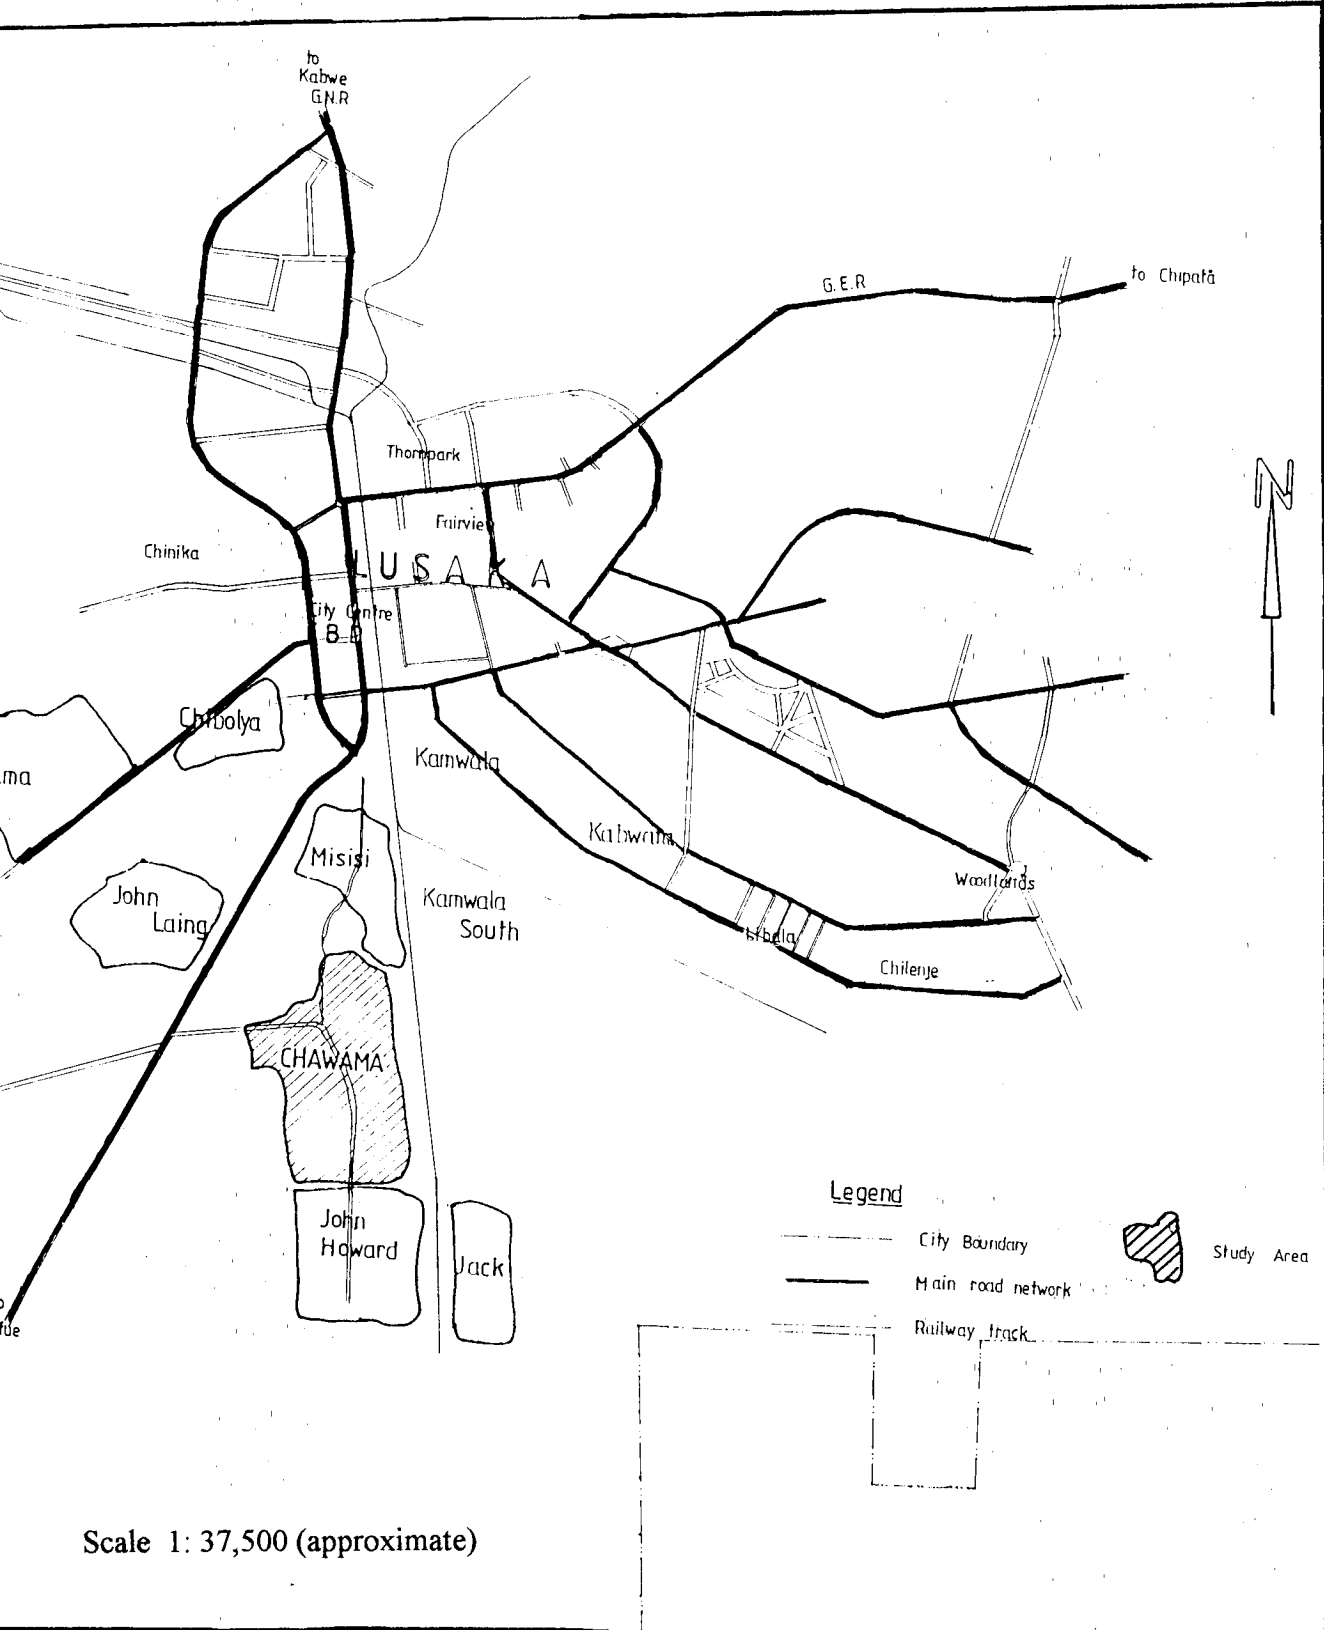 to
Kabwe
G.N.R
G.E.R
to Chipata
Thornpark
N
Fairvie
Chinika
LUSAKA
City Centre
B D
Chibolya
ma
Kamwala
Misisi
Kabwata
John
Laing
Kamwala
South
Woodlands
Libala
Chilenje
CHAWAMA
John
Howard
Jack
Legend
City Boundary
Study Area
Main road network
Railway track
fue
Scale 1: 37,500 (approximate)